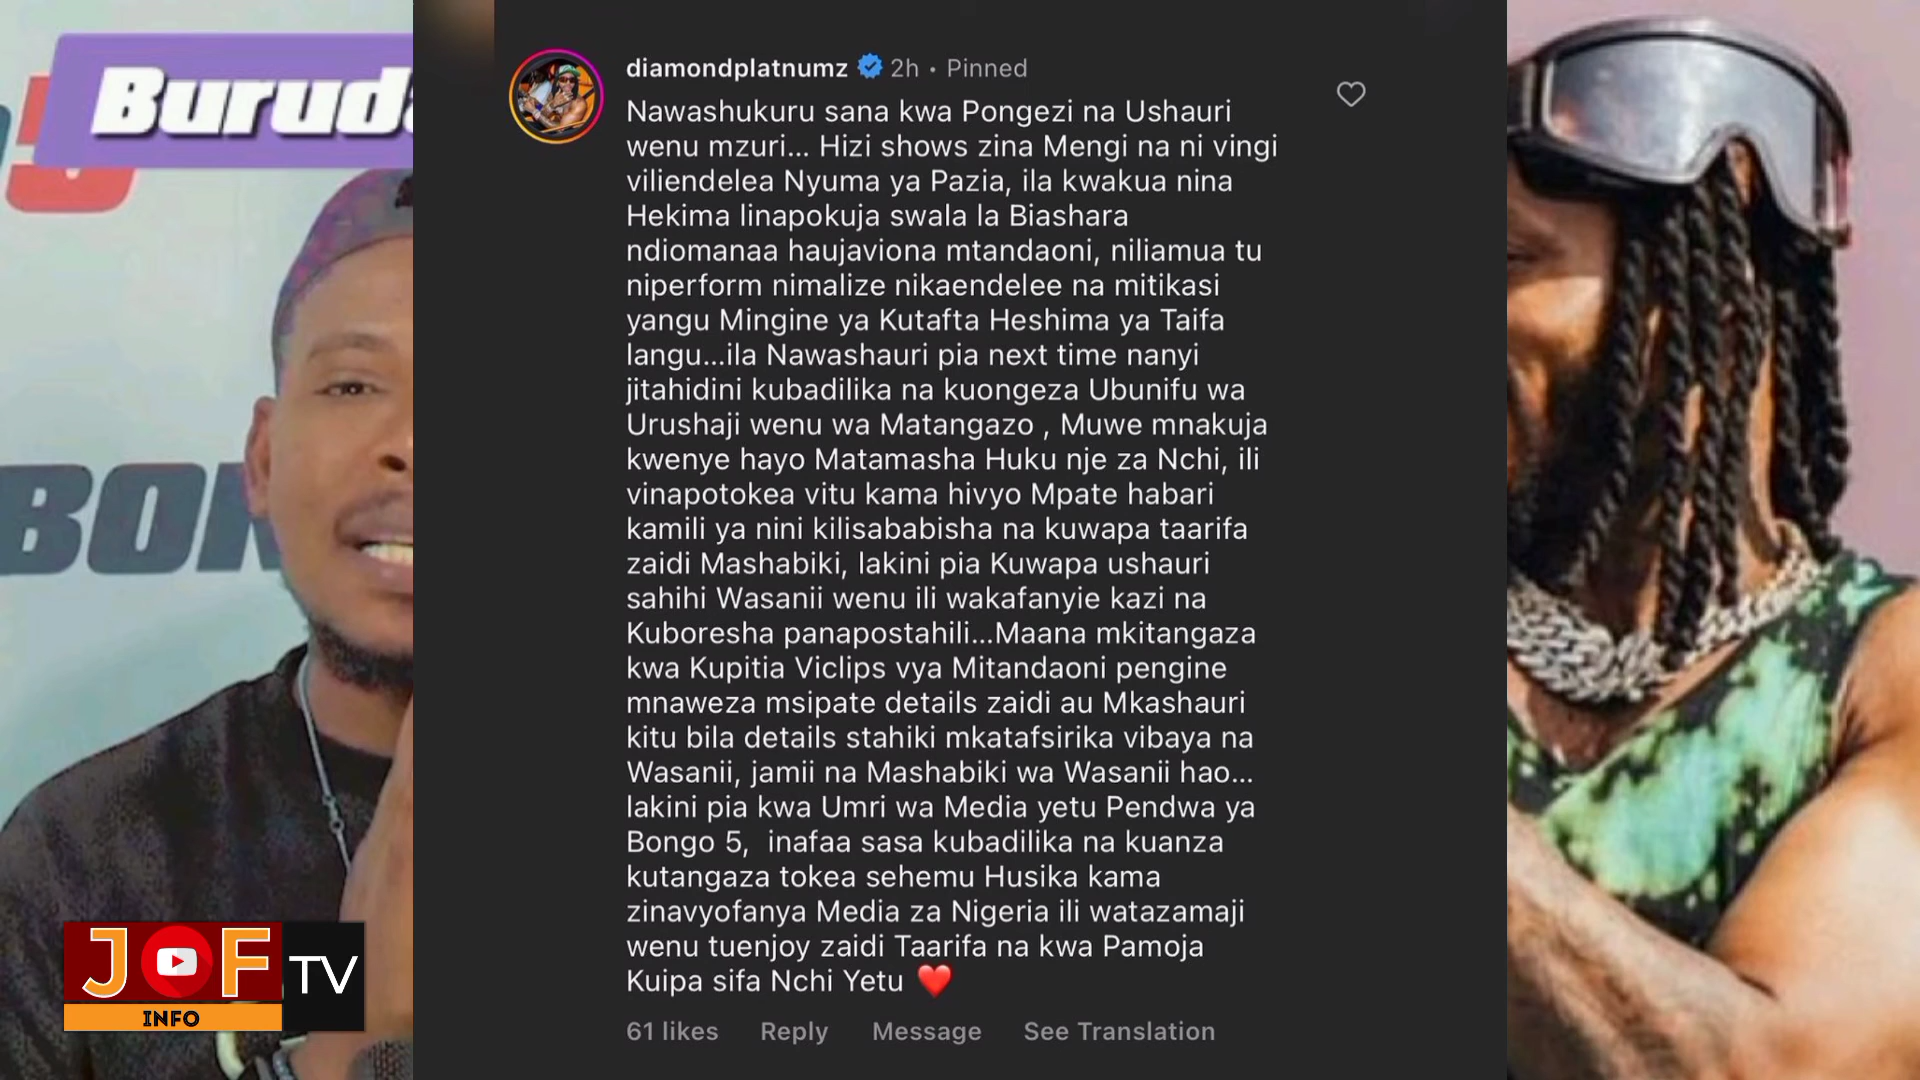 Buruda
BON
diamondplatnumz 2h • Pinned
Nawashukuru sana kwa Pongezi na Ushauri
wenu mzuri... Hizi shows zina Mengi na ni vingi
viliendelea Nyuma ya Pazia, ila kwakua nina
Hekima linapokuja swala la Biashara
ndiomanaa haujaviona mtandaoni, niliamua tu
niperform nimalize nikaendelee na mitikasi
yangu Mingine ya Kutafta Heshima ya Taifa
langu...ila Nawashauri pia next time nanyi
jitahidini kubadilika na kuongeza Ubunifu wa
Urushaji wenu wa Matangazo , Muwe mnakuja
kwenye hayo Matamasha Huku nje za Nchi, ili
vinapotokea vitu kama hivyo Mpate habari
kamili ya nini kilisababisha na kuwapa taarifa
zaidi Mashabiki, lakini pia Kuwapa ushauri
sahihi Wasanii wenu ili wakafanyie kazi na
Kuboresha panapostahili...Maana mkitangaza
kwa Kupitia Viclips vya Mitandaoni pengine
mnaweza msipate details zaidi au Mkashauri
kitu bila details stahiki mkatafsirika vibaya na
Wasanii, jamii na Mashabiki wa Wasanii hao...
lakini pia kwa Umri wa Media yetu Pendwa ya
Bongo 5,  inafaa sasa kubadilika na kuanza
kutangaza tokea sehemu Husika kama
zinavyofanya Media za Nigeria ili watazamaji
wenu tuenjoy zaidi Taarifa na kwa Pamoja
Kuipa sifa Nchi Yetu ❤️
61 likes Reply Message See Translation
JOF TV
INFO